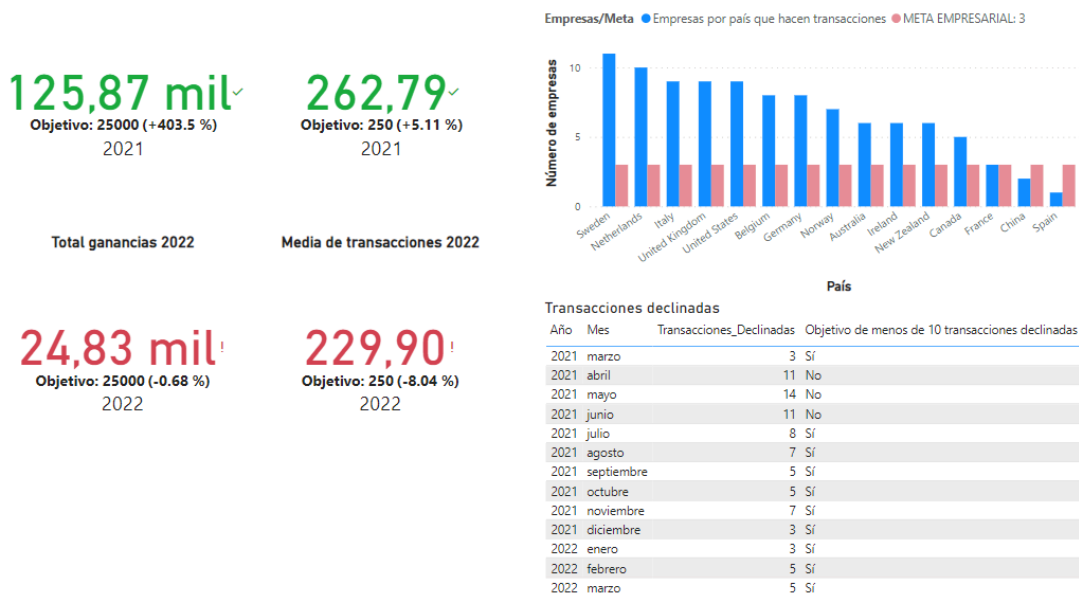 125,87 mil
Objetivo: 25000 (+403.5 %)
2021
262,79
Objetivo: 250 (+5.11 %)
2021
Total ganancias 2022
Media de transacciones 2022
24,83 mil!
Objetivo: 25000 (-0.68 %)
2022
229,90!
Objetivo: 250 (-8.04 %)
2022
Empresas/Meta Empresas por país que hacen transacciones META EMPRESARIAL: 3
Número de empresas
10
5
0
Sweden
Netherlands
Italy
United Kingdom
United States
Belgium
Germany
Norway
Australia
Ireland
New Zealand
Canada
France
China
Spain
País
Transacciones declinadas
Año Mes Transacciones_Declinadas Objetivo de menos de 10 transacciones declinadas
2021 marzo 3 Sí
2021 abril 11 No
2021 mayo 14 No
2021 junio 11 No
2021 julio 8 Sí
2021 agosto 7 Sí
2021 septiembre 5 Sí
2021 octubre 5 Sí
2021 noviembre 7 Sí
2021 diciembre 3 Sí
2022 enero 3 Sí
2022 febrero 5 Sí
2022 marzo 5 Sí